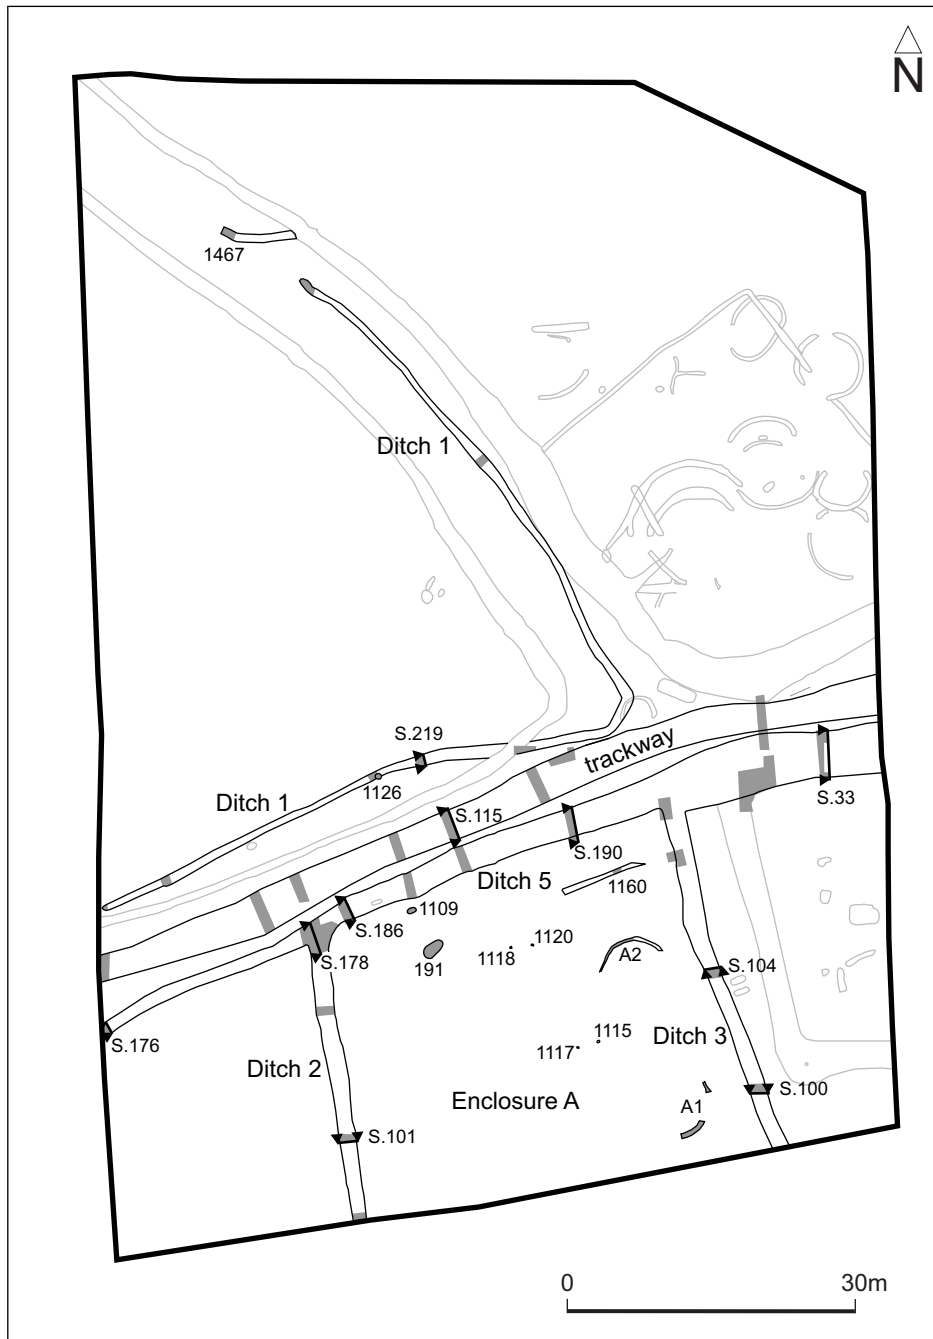 N
1467
Ditch 1
S.219
trackway
1126
Ditch 1
S.115
S.33
S.190
Ditch 5
1160
1109
S.186
1120
1118
A2
191
S.178
S.104
S.176
1115
Ditch 3
1117
Ditch 2
S.100
Enclosure A
A1
S.101
0 30m